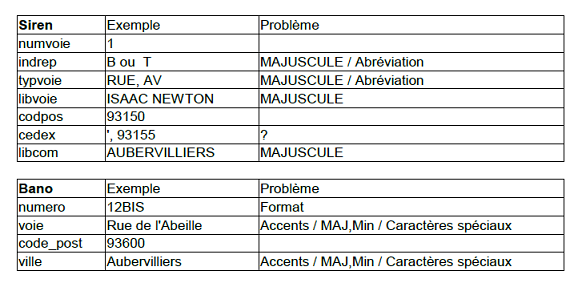 Siren Exemple Problème
numvoie 1
indrep B ou  T MAJUSCULE / Abréviation
typvoie RUE, AV MAJUSCULE / Abréviation
libvoie ISAAC NEWTON MAJUSCULE
codpos 93150
cedex ', 93155 ?
libcom AUBERVILLIERS MAJUSCULE
Bano Exemple Problème
numero 12BIS Format
voie Rue de l'Abeille Accents / MAJ,Min / Caractères spéciaux
code_post 93600
ville Aubervilliers Accents / MAJ,Min / Caractères spéciaux